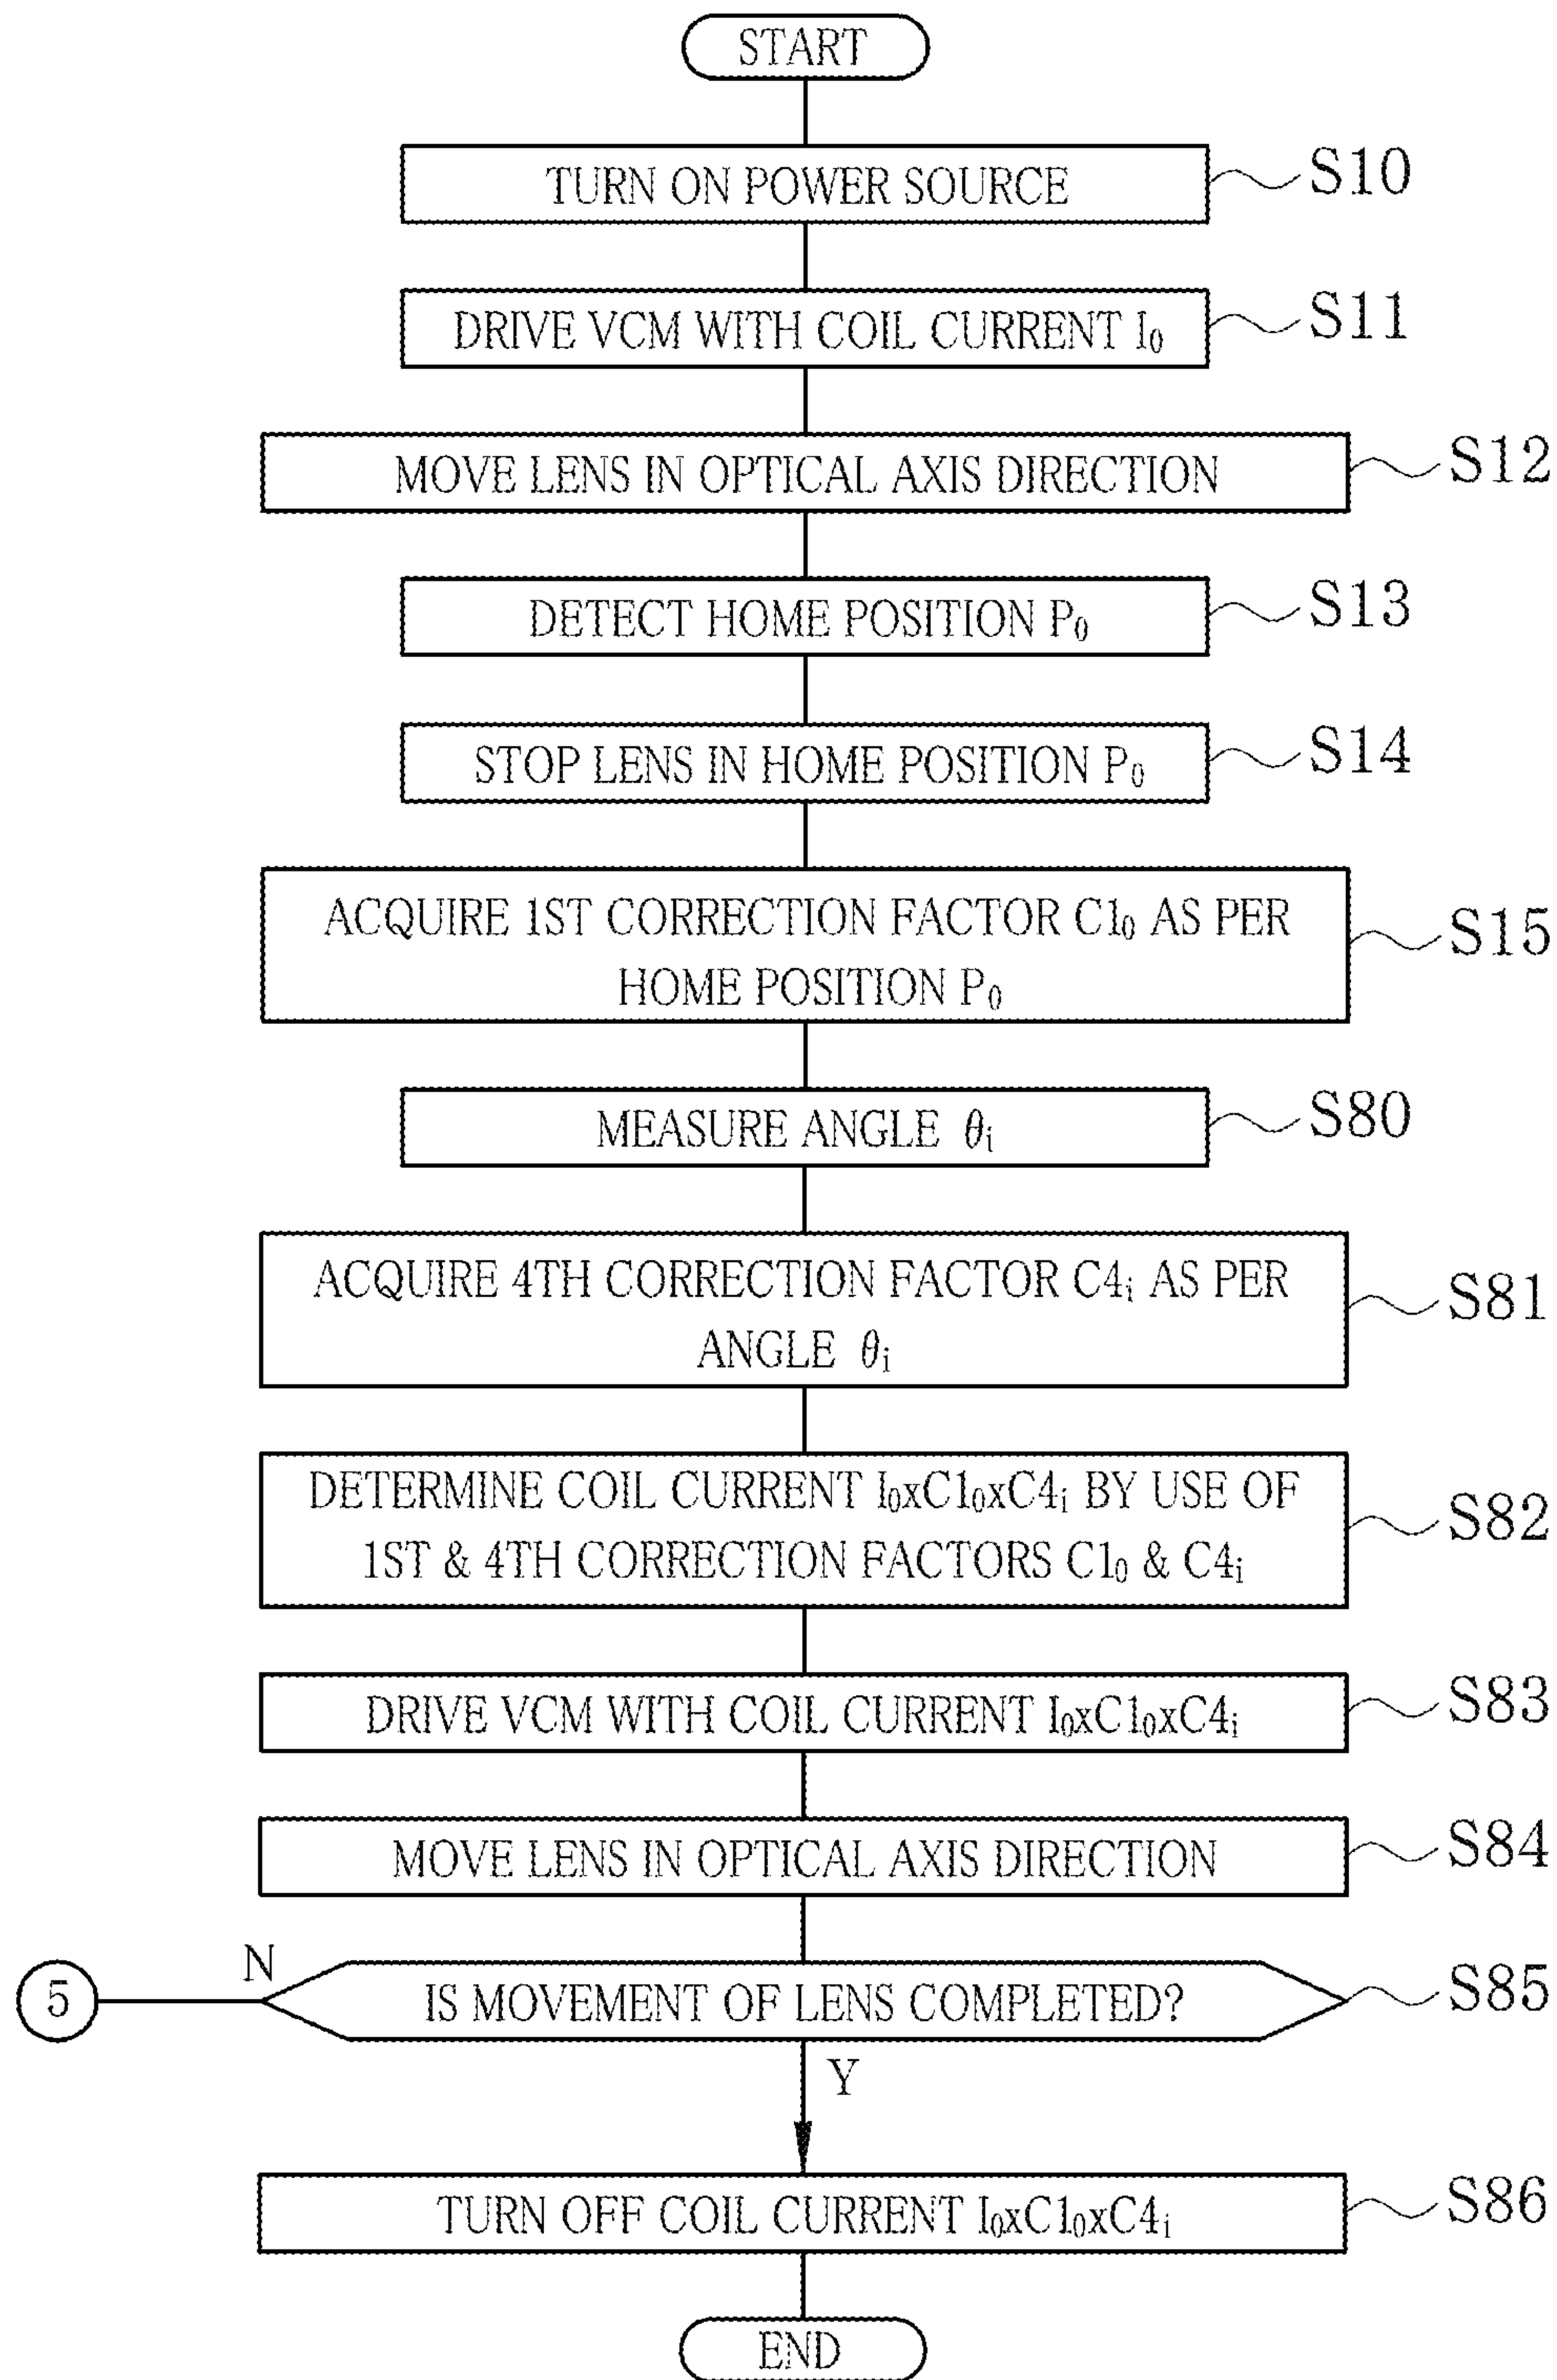 START
TURN ON POWER SOURCE
S10
DRIVE VCM WITH COIL CURRENT I₀
S11
MOVE LENS IN OPTICAL AXIS DIRECTION
S12
DETECT HOME POSITION P₀
S13
STOP LENS IN HOME POSITION P₀
S14
ACQUIRE 1ST CORRECTION FACTOR C1₀ AS PER
HOME POSITION P₀
S15
MEASURE ANGLE θᵢ
S80
ACQUIRE 4TH CORRECTION FACTOR C4ᵢ AS PER
ANGLE θᵢ
S81
DETERMINE COIL CURRENT I₀xC1₀xC4ᵢ BY USE OF
1ST & 4TH CORRECTION FACTORS C1₀ & C4ᵢ
S82
DRIVE VCM WITH COIL CURRENT I₀xC1₀xC4ᵢ
S83
MOVE LENS IN OPTICAL AXIS DIRECTION
S84
5
N
IS MOVEMENT OF LENS COMPLETED?
S85
Y
TURN OFF COIL CURRENT I₀xC1₀xC4ᵢ
S86
END